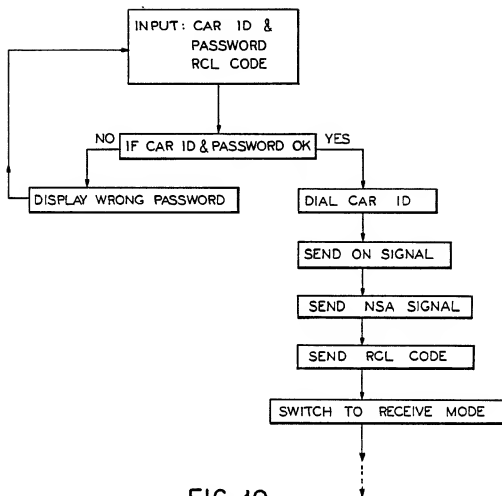 INPUT: CAR ID &
PASSWORD
RCL CODE
NO
IF CAR ID & PASSWORD OK
YES
DISPLAY WRONG PASSWORD
DIAL CAR ID
SEND ON SIGNAL
SEND NSA SIGNAL
SEND RCL CODE
SWITCH TO RECEIVE MODE